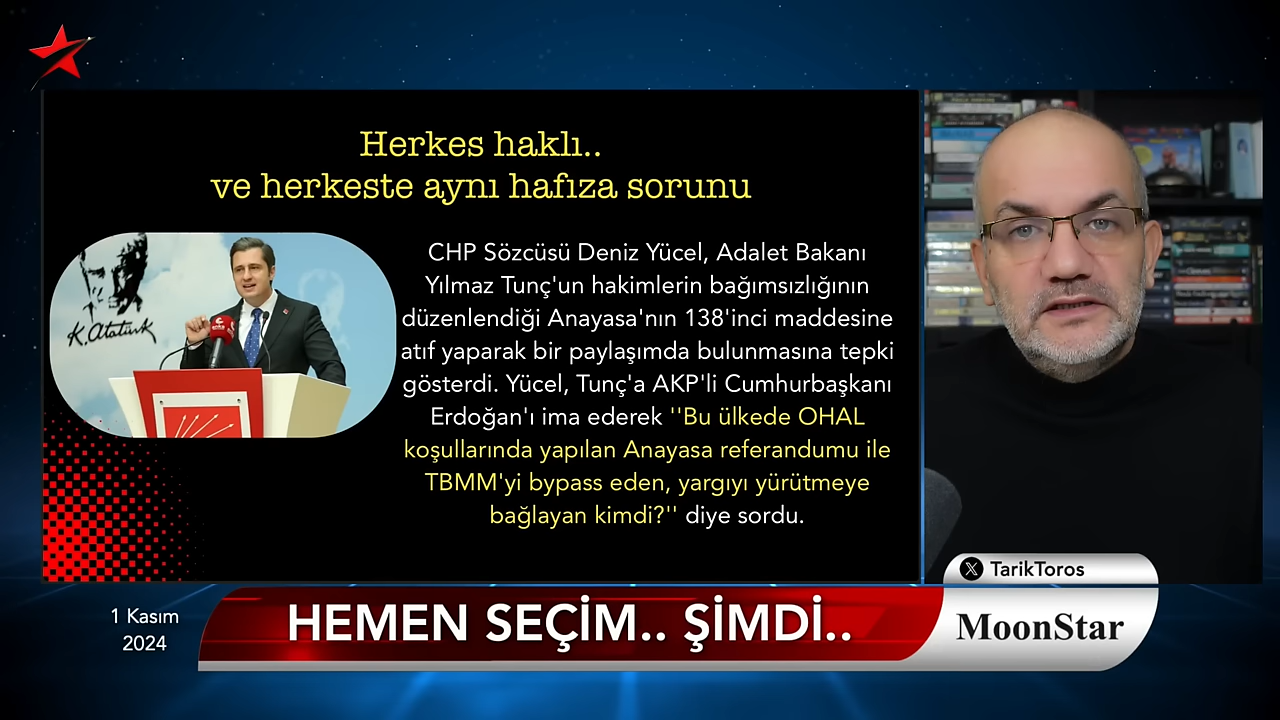 Herkes haklı..
ve herkeste aynı hafıza sorunu
K. Atatürk
CHP Sözcüsü Deniz Yücel, Adalet Bakanı
Yılmaz Tunç'un hakimlerin bağımsızlığının
düzenlendiği Anayasa'nın 138'inci maddesine
atıf yaparak bir paylaşımda bulunmasına tepki
gösterdi. Yücel, Tunç'a AKP'li Cumhurbaşkanı
Erdoğan'ı ima ederek ''Bu ülkede OHAL
koşullarında yapılan Anayasa referandumu ile
TBMM'yi bypass eden, yargıyı yürütmeye
bağlayan kimdi?'' diye sordu.
X TarikToros
1 Kasım
2024
HEMEN SEÇİM.. ŞİMDİ..
MoonStar